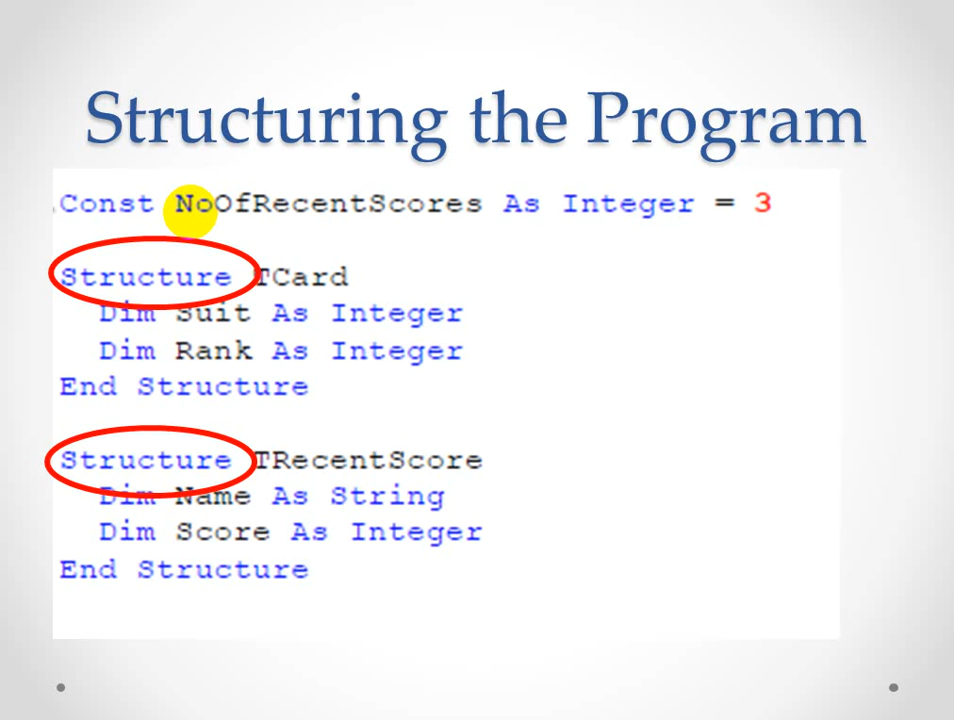 Structuring the Program
Const NoOfRecentScores As Integer = 3
Structure TCard
Dim Suit As Integer
Dim Rank As Integer
End Structure
Structure TRecentScore
Dim Name As String
Dim Score As Integer
End Structure